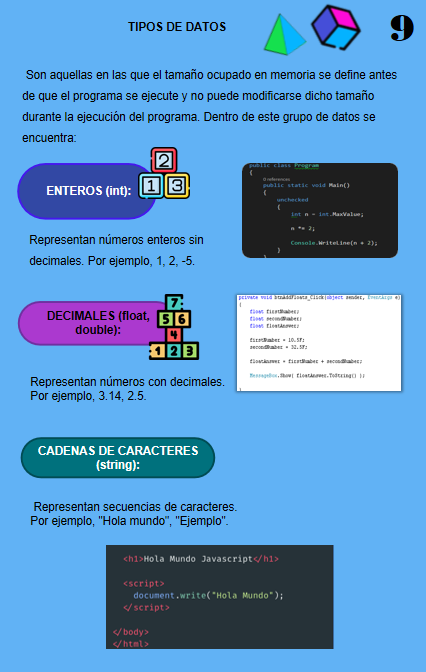 TIPOS DE DATOS
9
Son aquellas en las que el tamaño ocupado en memoria se define antes
de que el programa se ejecute y no puede modificarse dicho tamaño
durante la ejecución del programa. Dentro de este grupo de datos se
encuentra:
ENTEROS (int):
2
1 3
Representan números enteros sin
decimales. Por ejemplo, 1, 2, -5.
public class Program
{
0 references
public static void Main()
{
unchecked
{
int n = int.MaxValue;
n *= 2;
Console.WriteLine(n + 2);
}
}
DECIMALES (float,
double):
7
5 6
4
1 2 3
Representan números con decimales.
Por ejemplo, 3.14, 2.5.
private void btnAddFloats_Click(object sender, EventArgs e)
{
float firstNumber;
float secondNumber;
float floatAnswer;
firstNumber = 10.5F;
secondNumber = 32.5F;
floatAnswer = firstNumber + secondNumber;
MessageBox.Show( floatAnswer.ToString() );
}
CADENAS DE CARACTERES
(string):
Representan secuencias de caracteres.
Por ejemplo, "Hola mundo", "Ejemplo".
<h1>Hola Mundo Javascript</h1>
<script>
document.write("Hola Mundo");
</script>
</body>
</html>